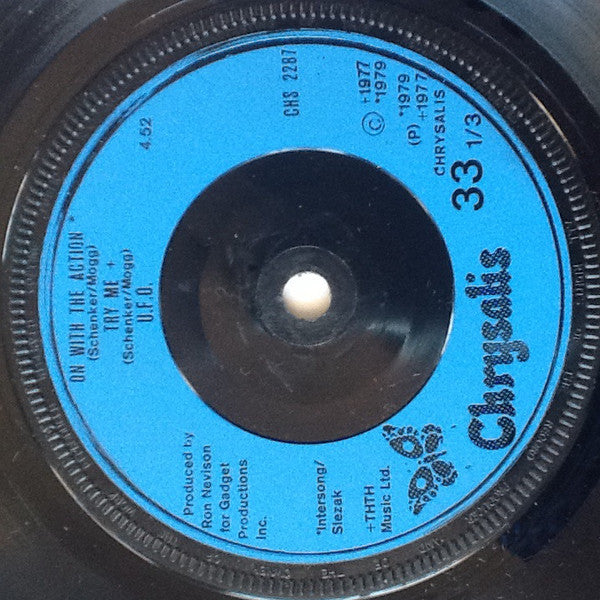 Chrysalis
33 1/3
CHRYSALIS
(P) +1977
*1979
© *1979
+1977
*Intersong/
Slezak
+THTH
Music Ltd.
CHS 2287
Produced by
Ron Nevison
for Gadget
Productions
Inc.
4.52
ON WITH THE ACTION *
(Schenker/Mogg)
TRY ME +
(Schenker/Mogg)
U.F.O.